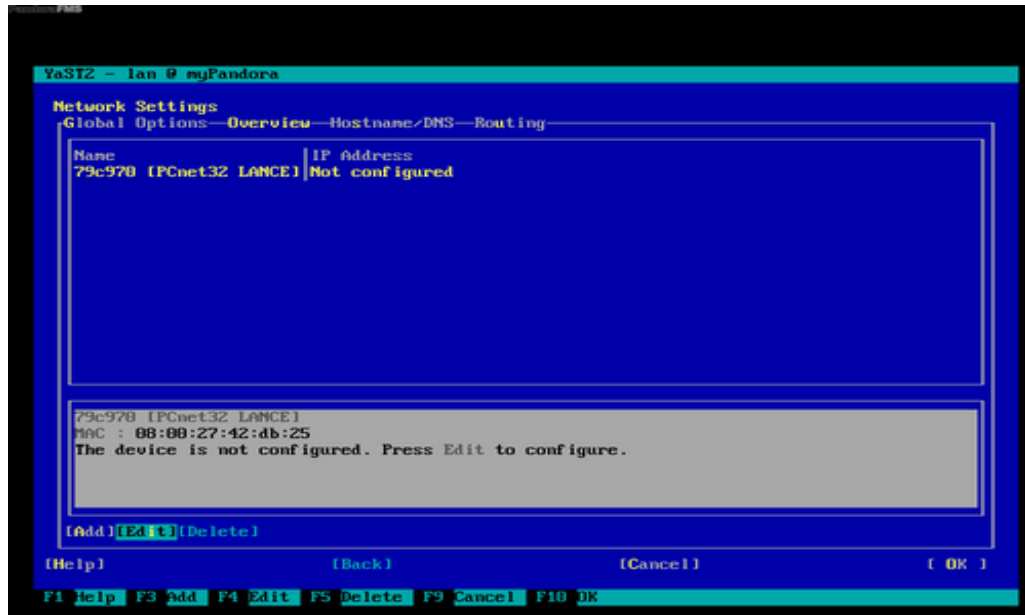 PandoraFMS
YaST2 - lan @ myPandora
Network Settings
Global Options—Overview—Hostname/DNS—Routing
Name IP Address
79c970 [PCnet32 LANCE] Not configured
79c970 [PCnet32 LANCE]
MAC : 08:00:27:42:db:25
The device is not configured. Press Edit to configure.
[Add][Edit][Delete]
[Help] [Back] [Cancel] [ OK ]
F1 Help F3 Add F4 Edit F5 Delete F9 Cancel F10 OK